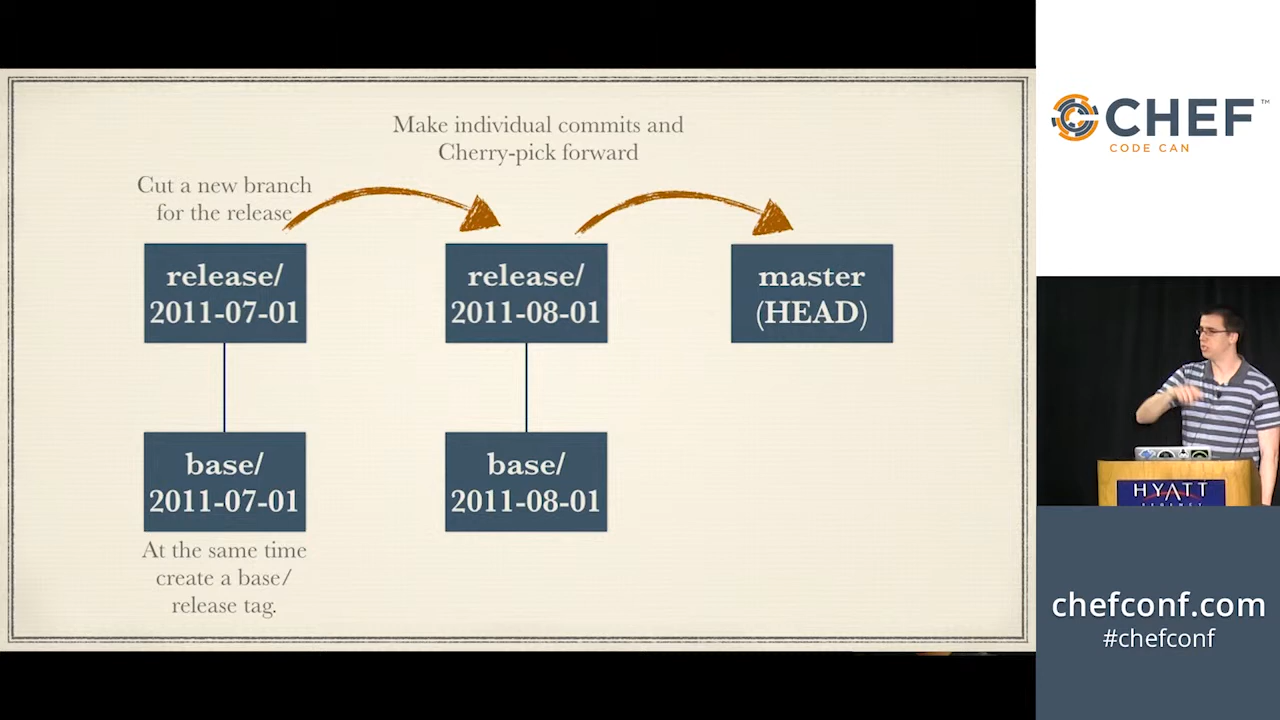 Make individual commits and
Cherry-pick forward
Cut a new branch
for the release
release/
2011-07-01
release/
2011-08-01
master
(HEAD)
base/
2011-07-01
base/
2011-08-01
At the same time
create a base/
release tag.
CHEF™
CODE CAN
HYATT
chefconf.com
#chefconf